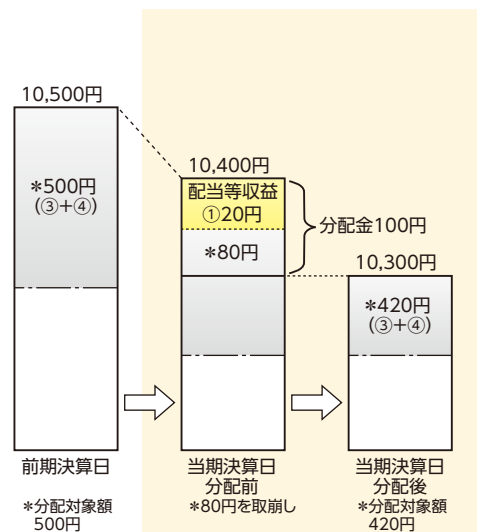 10,500円
*500円
(③+④)
10,400円
配当等収益
①20円
*80円
分配金100円
10,300円
*420円
(③+④)
前期決算日
*分配対象額
500円
当期決算日
分配前
*80円を取崩し
当期決算日
分配後
*分配対象額
420円